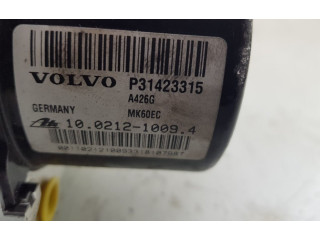 VOLVO P31423315
A426G
GERMANY MK60EC
10.0212-1009.4